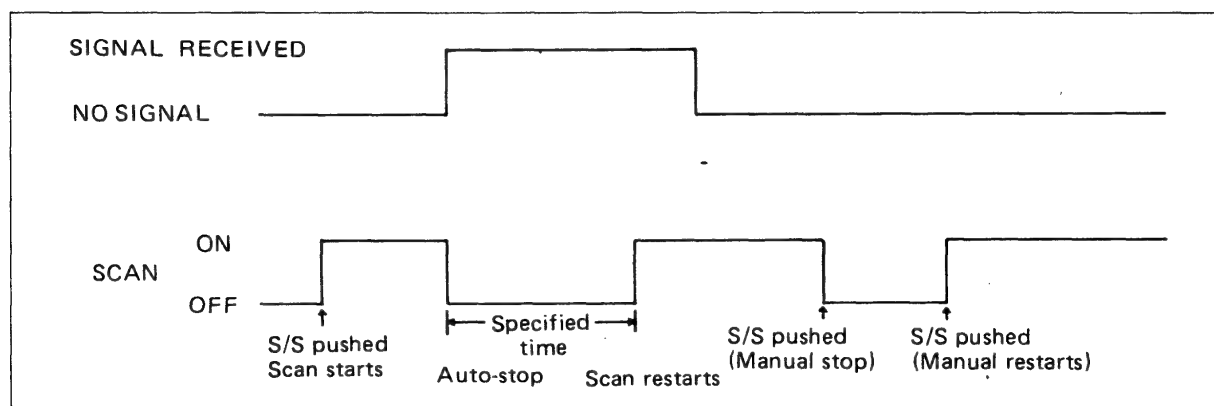 SIGNAL RECEIVED
NO SIGNAL
ON
SCAN
OFF
Specified
time
S/S pushed
Scan starts
Auto-stop
Scan restarts
S/S pushed
(Manual stop)
S/S pushed
(Manual restarts)